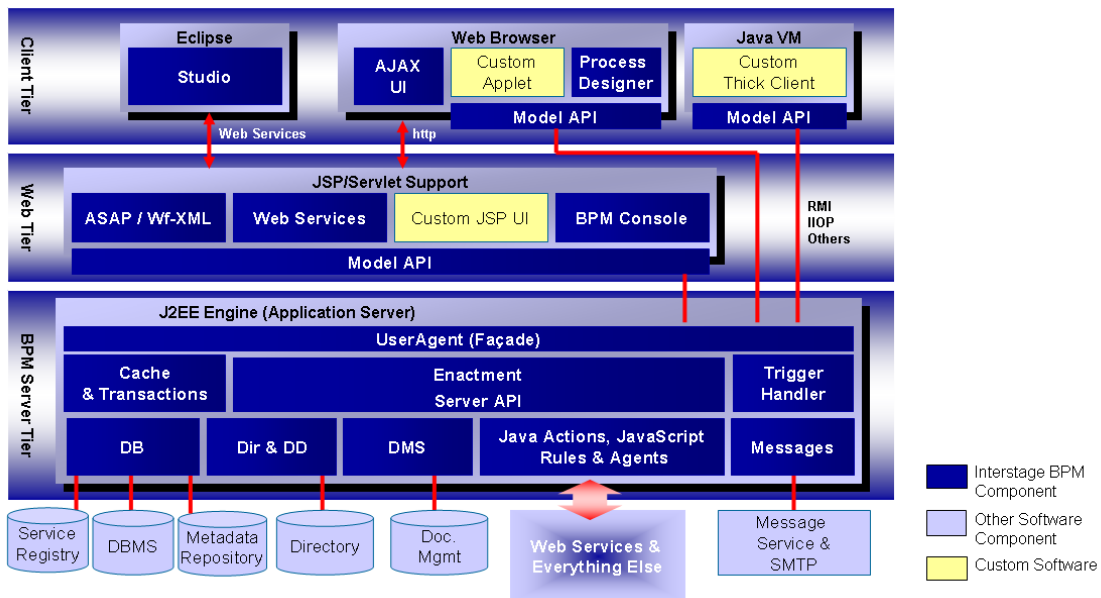 Client Tier
Eclipse
Studio
Web Browser
AJAX
UI
Custom
Applet
Process
Designer
Model API
Java VM
Custom
Thick Client
Model API
Web Services
http
Web Tier
JSP/Servlet Support
ASAP / Wf-XML
Web Services
Custom JSP UI
BPM Console
Model API
RMI
IIOP
Others
BPM Server Tier
J2EE Engine (Application Server)
UserAgent (Façade)
Cache
& Transactions
Enactment
Server API
Trigger
Handler
DB
Dir & DD
DMS
Java Actions, JavaScript
Rules & Agents
Messages
Service
Registry
DBMS
Metadata
Repository
Directory
Doc.
Mgmt
Web Services &
Everything Else
Message
Service &
SMTP
Interstage BPM
Component
Other Software
Component
Custom Software